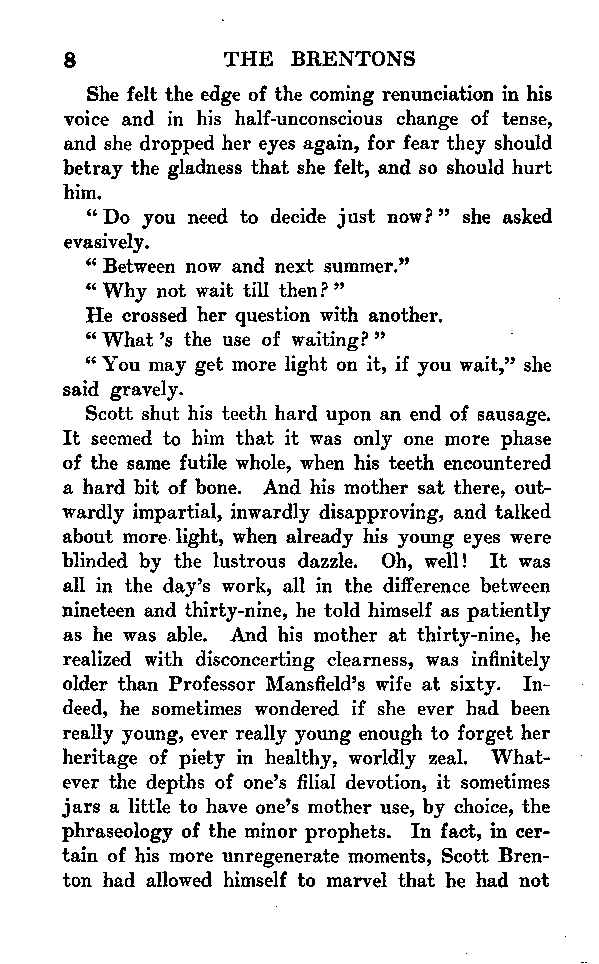 8 THE BRENTONS
She felt the edge of the coming renunciation in his
voice and in his half-unconscious change of tense,
and she dropped her eyes again, for fear they should
betray the gladness that she felt, and so should hurt
him.
“ Do you need to decide just now? ” she asked
evasively.
“ Between now and next summer.”
“ Why not wait till then? ”
He crossed her question with another.
“ What ’s the use of waiting? ”
“ You may get more light on it, if you wait,” she
said gravely.
Scott shut his teeth hard upon an end of sausage.
It seemed to him that it was only one more phase
of the same futile whole, when his teeth encountered
a hard bit of bone. And his mother sat there, out-
wardly impartial, inwardly disapproving, and talked
about more light, when already his young eyes were
blinded by the lustrous dazzle. Oh, well! It was
all in the day’s work, all in the difference between
nineteen and thirty-nine, he told himself as patiently
as he was able. And his mother at thirty-nine, he
realized with disconcerting clearness, was infinitely
older than Professor Mansfield’s wife at sixty. In-
deed, he sometimes wondered if she ever had been
really young, ever really young enough to forget her
heritage of piety in healthy, worldly zeal. What-
ever the depths of one’s filial devotion, it sometimes
jars a little to have one’s mother use, by choice, the
phraseology of the minor prophets. In fact, in cer-
tain of his more unregenerate moments, Scott Bren-
ton had allowed himself to marvel that he had not